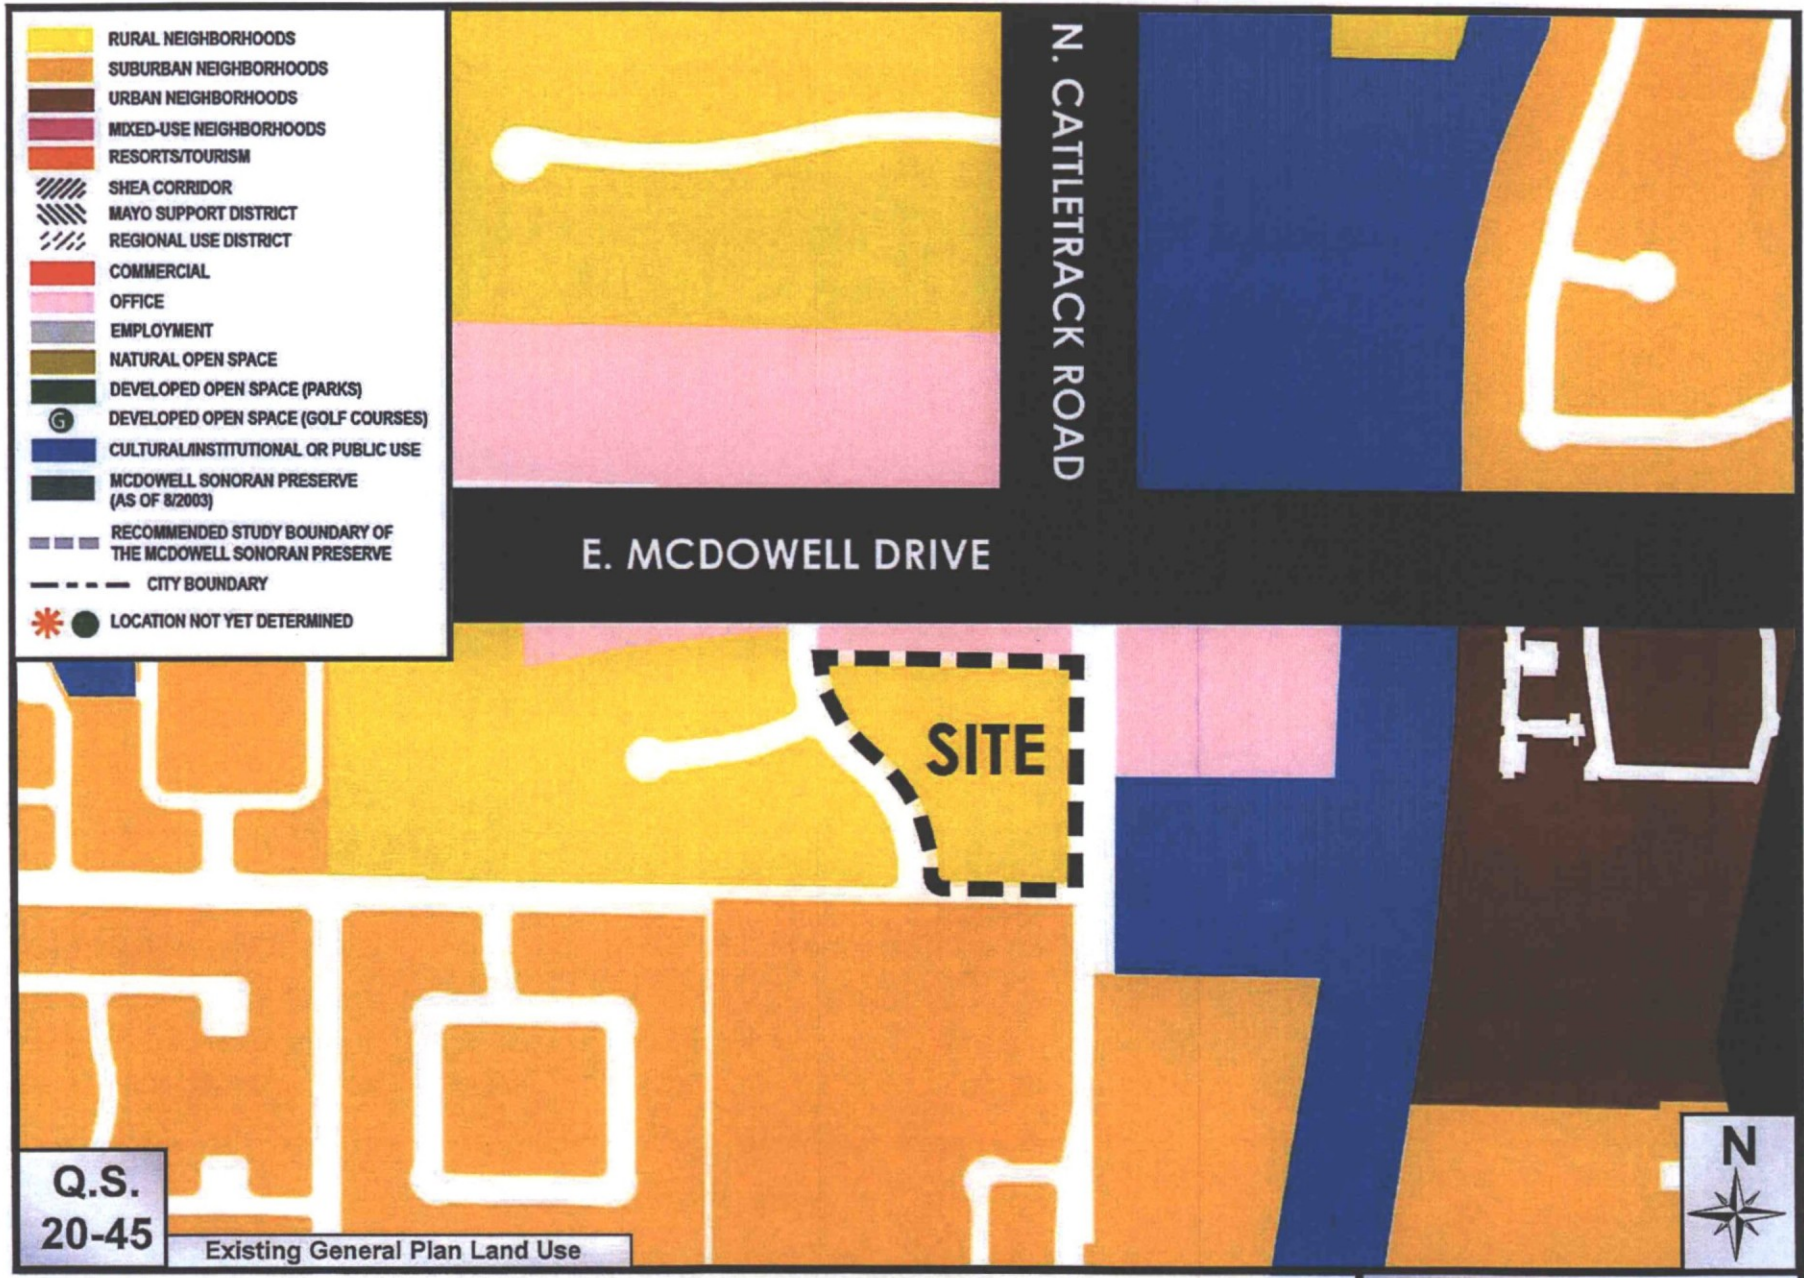 RURAL NEIGHBORHOODS
SUBURBAN NEIGHBORHOODS
URBAN NEIGHBORHOODS
MIXED-USE NEIGHBORHOODS
RESORTS/TOURISM
SHEA CORRIDOR
MAYO SUPPORT DISTRICT
REGIONAL USE DISTRICT
COMMERCIAL
OFFICE
EMPLOYMENT
NATURAL OPEN SPACE
DEVELOPED OPEN SPACE (PARKS)
G DEVELOPED OPEN SPACE (GOLF COURSES)
CULTURAL/INSTITUTIONAL OR PUBLIC USE
MCDOWELL SONORAN PRESERVE
(AS OF 8/2003)
RECOMMENDED STUDY BOUNDARY OF
THE MCDOWELL SONORAN PRESERVE
CITY BOUNDARY
LOCATION NOT YET DETERMINED
N. CATTLETRACK ROAD
E. MCDOWELL DRIVE
SITE
Q.S.
20-45
Existing General Plan Land Use
N